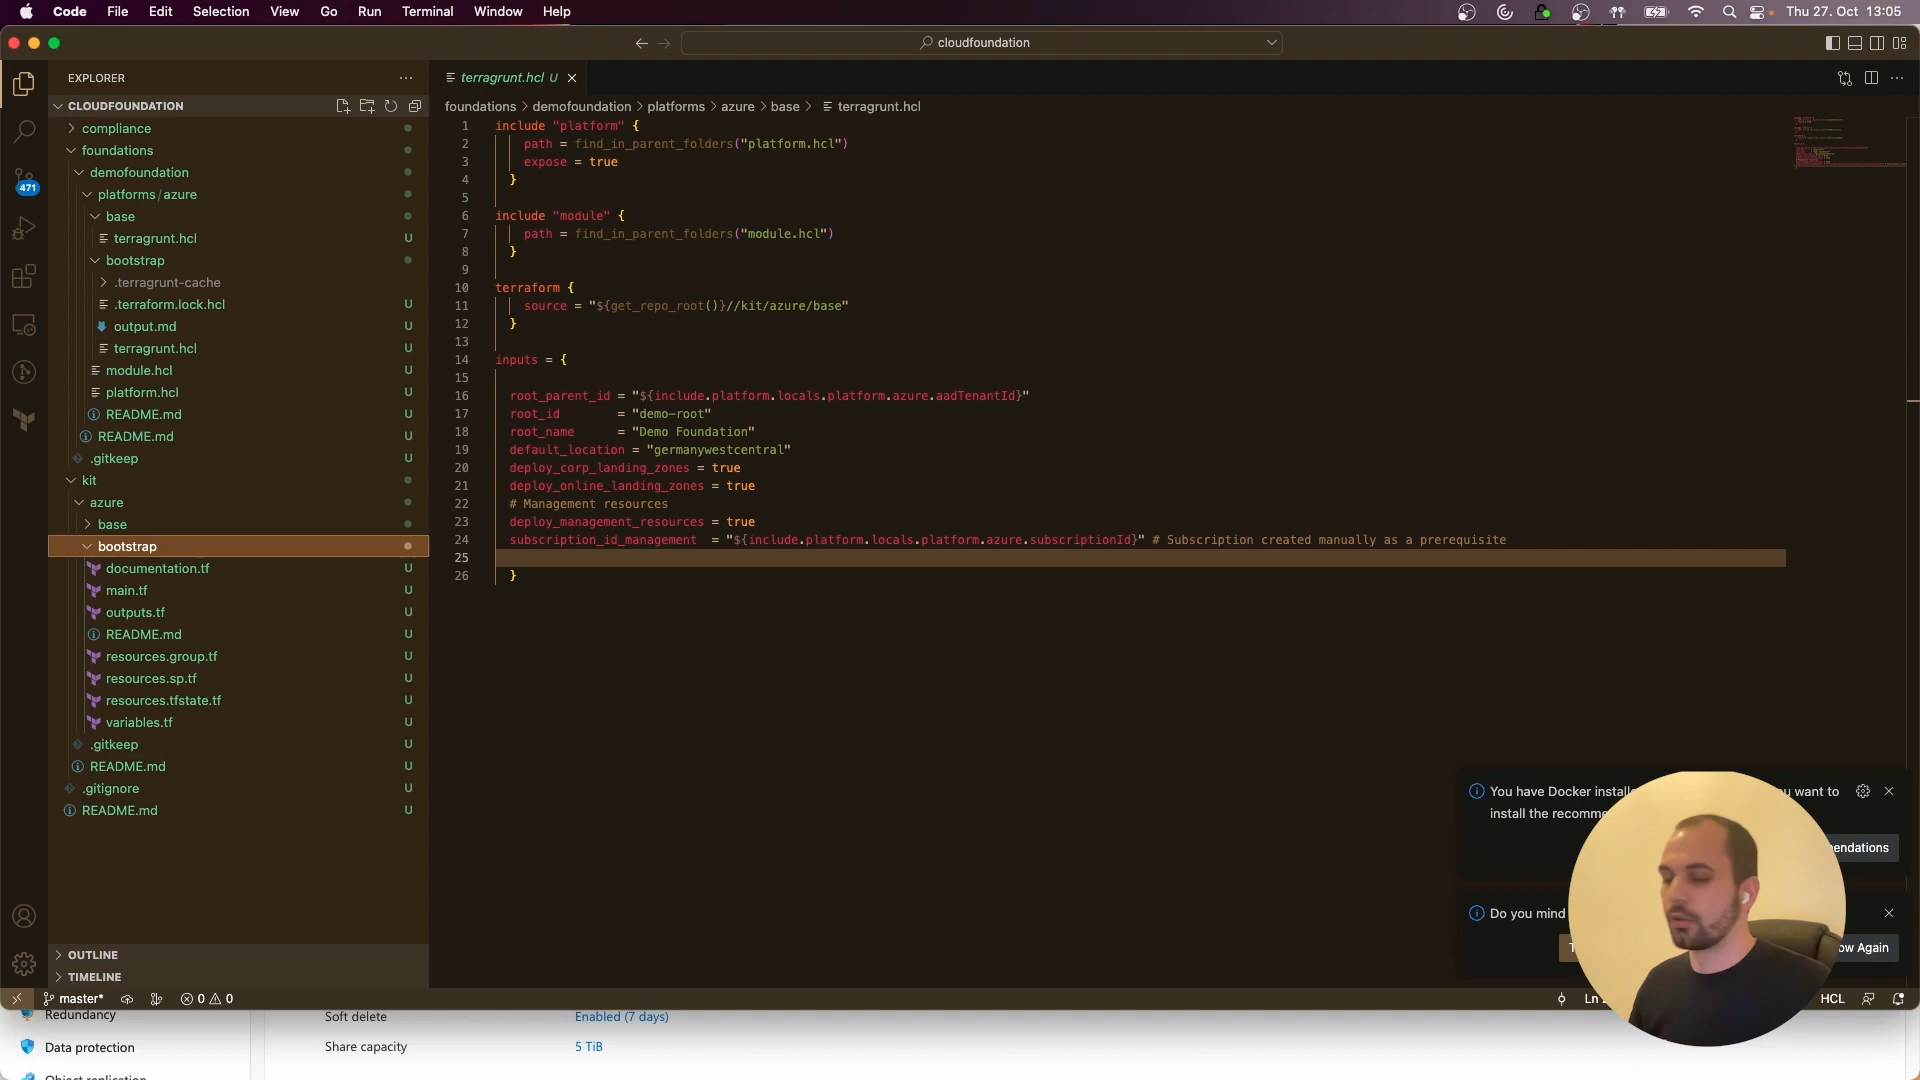 Code File Edit Selection View Go Run Terminal Window Help
Thu 27. Oct 13:05
cloudfoundation
EXPLORER
CLOUDFOUNDATION
compliance
foundations
demofoundation
platforms/azure
base
terragrunt.hcl U
bootstrap
.terragrunt-cache
.terraform.lock.hcl U
output.md U
terragrunt.hcl U
module.hcl U
platform.hcl U
README.md U
README.md U
.gitkeep U
kit
azure
base
bootstrap
documentation.tf U
main.tf U
outputs.tf U
README.md U
resources.group.tf U
resources.sp.tf U
resources.tfstate.tf U
variables.tf U
.gitkeep U
README.md U
.gitignore U
README.md U
OUTLINE
TIMELINE
471
terragrunt.hcl U
foundations > demofoundation > platforms > azure > base > terragrunt.hcl
1 include "platform" {
2 path = find_in_parent_folders("platform.hcl")
3 expose = true
4 }
5
6 include "module" {
7 path = find_in_parent_folders("module.hcl")
8 }
9
10 terraform {
11 source = "${get_repo_root()}//kit/azure/base"
12 }
13
14 inputs = {
15
16 root_parent_id = "${include.platform.locals.platform.azure.aadTenantId}"
17 root_id = "demo-root"
18 root_name = "Demo Foundation"
19 default_location = "germanywestcentral"
20 deploy_corp_landing_zones = true
21 deploy_online_landing_zones = true
22 # Management resources
23 deploy_management_resources = true
24 subscription_id_management = "${include.platform.locals.platform.azure.subscriptionId}" # Subscription created manually as a prerequisite
25
26 }
You have Docker want to
install the
Do you mind
Again
master* 0 0
Ln
HCL
Redundancy
Data protection
Object replication
Soft delete Enabled (7 days)
Share capacity 5 TiB